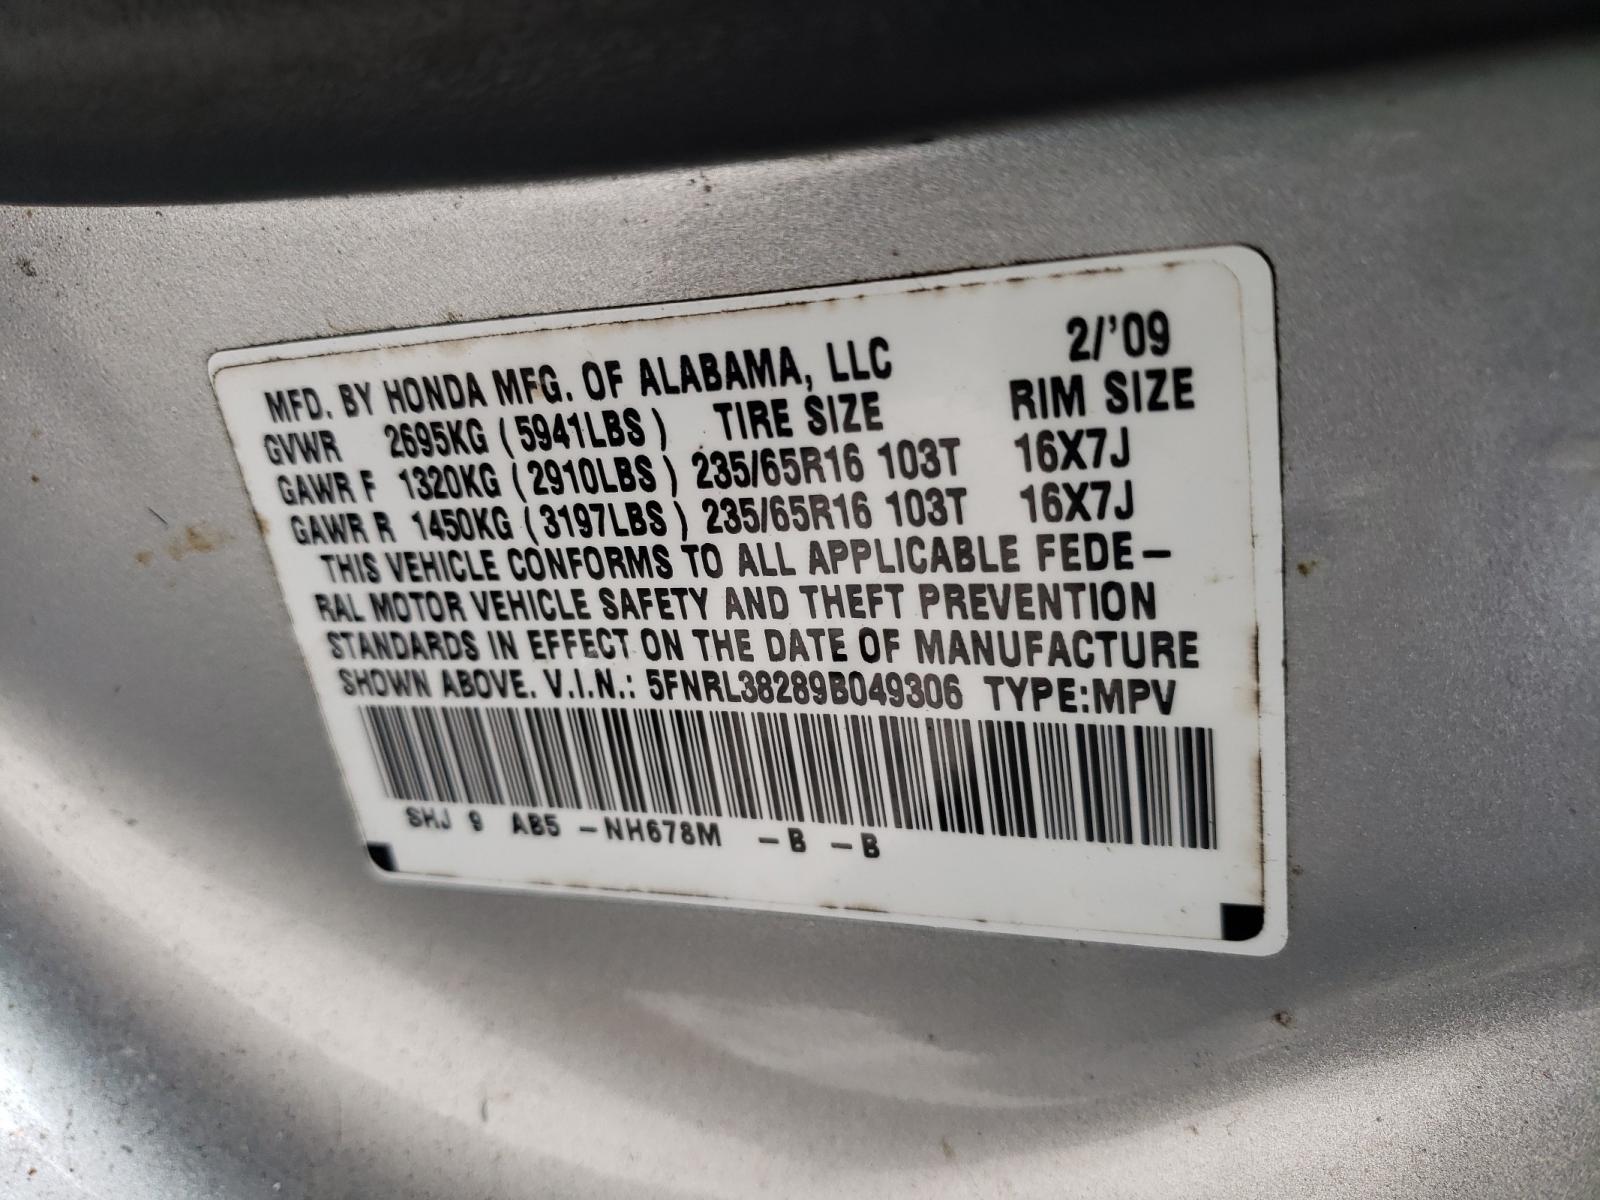 MFD. BY HONDA MFG. OF ALABAMA, LLC 2/'09
GVWR 2695KG (5941LBS) TIRE SIZE RIM SIZE
GAWR F 1320KG (2910LBS) 235/65R16 103T 16X7J
GAWR R 1450KG (3197LBS) 235/65R16 103T 16X7J
THIS VEHICLE CONFORMS TO ALL APPLICABLE FEDE-
RAL MOTOR VEHICLE SAFETY AND THEFT PREVENTION
STANDARDS IN EFFECT ON THE DATE OF MANUFACTURE
SHOWN ABOVE. V.I.N.: 5FNRL38289B049306 TYPE:MPV
SHJ 9 AB5 -NH678M -B -B